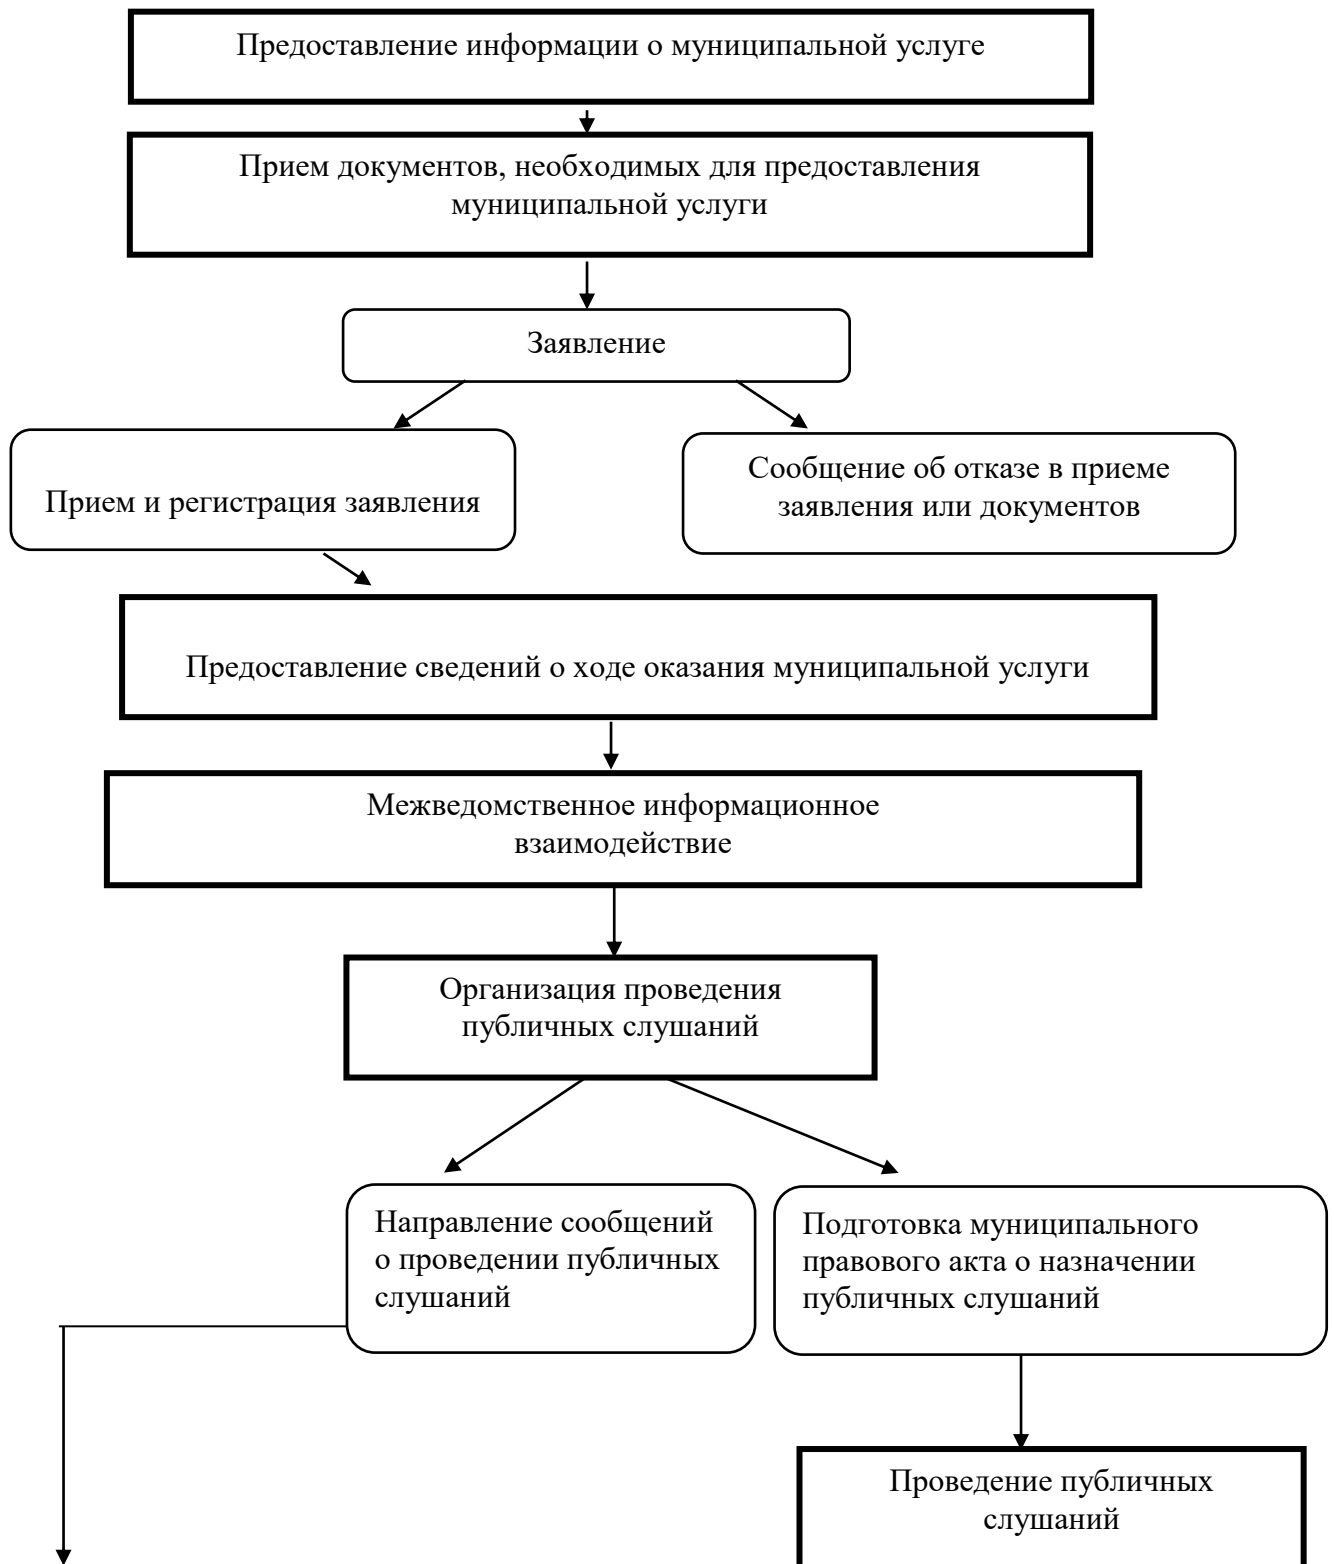 Предоставление информации о муниципальной услуге
Прием документов, необходимых для предоставления
муниципальной услуги
Заявление
Прием и регистрация заявления
Сообщение об отказе в приеме
заявления или документов
Предоставление сведений о ходе оказания муниципальной услуги
Межведомственное информационное
взаимодействие
Организация проведения
публичных слушаний
Направление сообщений
о проведении публичных
слушаний
Подготовка муниципального
правового акта о назначении
публичных слушаний
Проведение публичных
слушаний